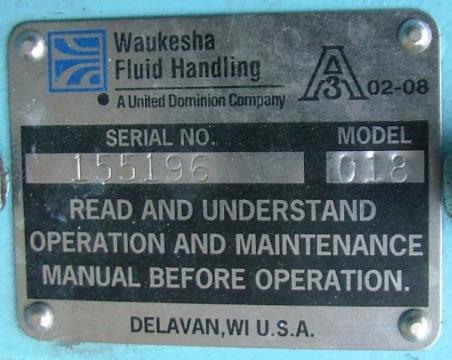 Waukesha
Fluid Handling
A United Dominion Company
A3 02-08
SERIAL NO. MODEL
155196 018
READ AND UNDERSTAND
OPERATION AND MAINTENANCE
MANUAL BEFORE OPERATION.
DELAVAN, WI U.S.A.